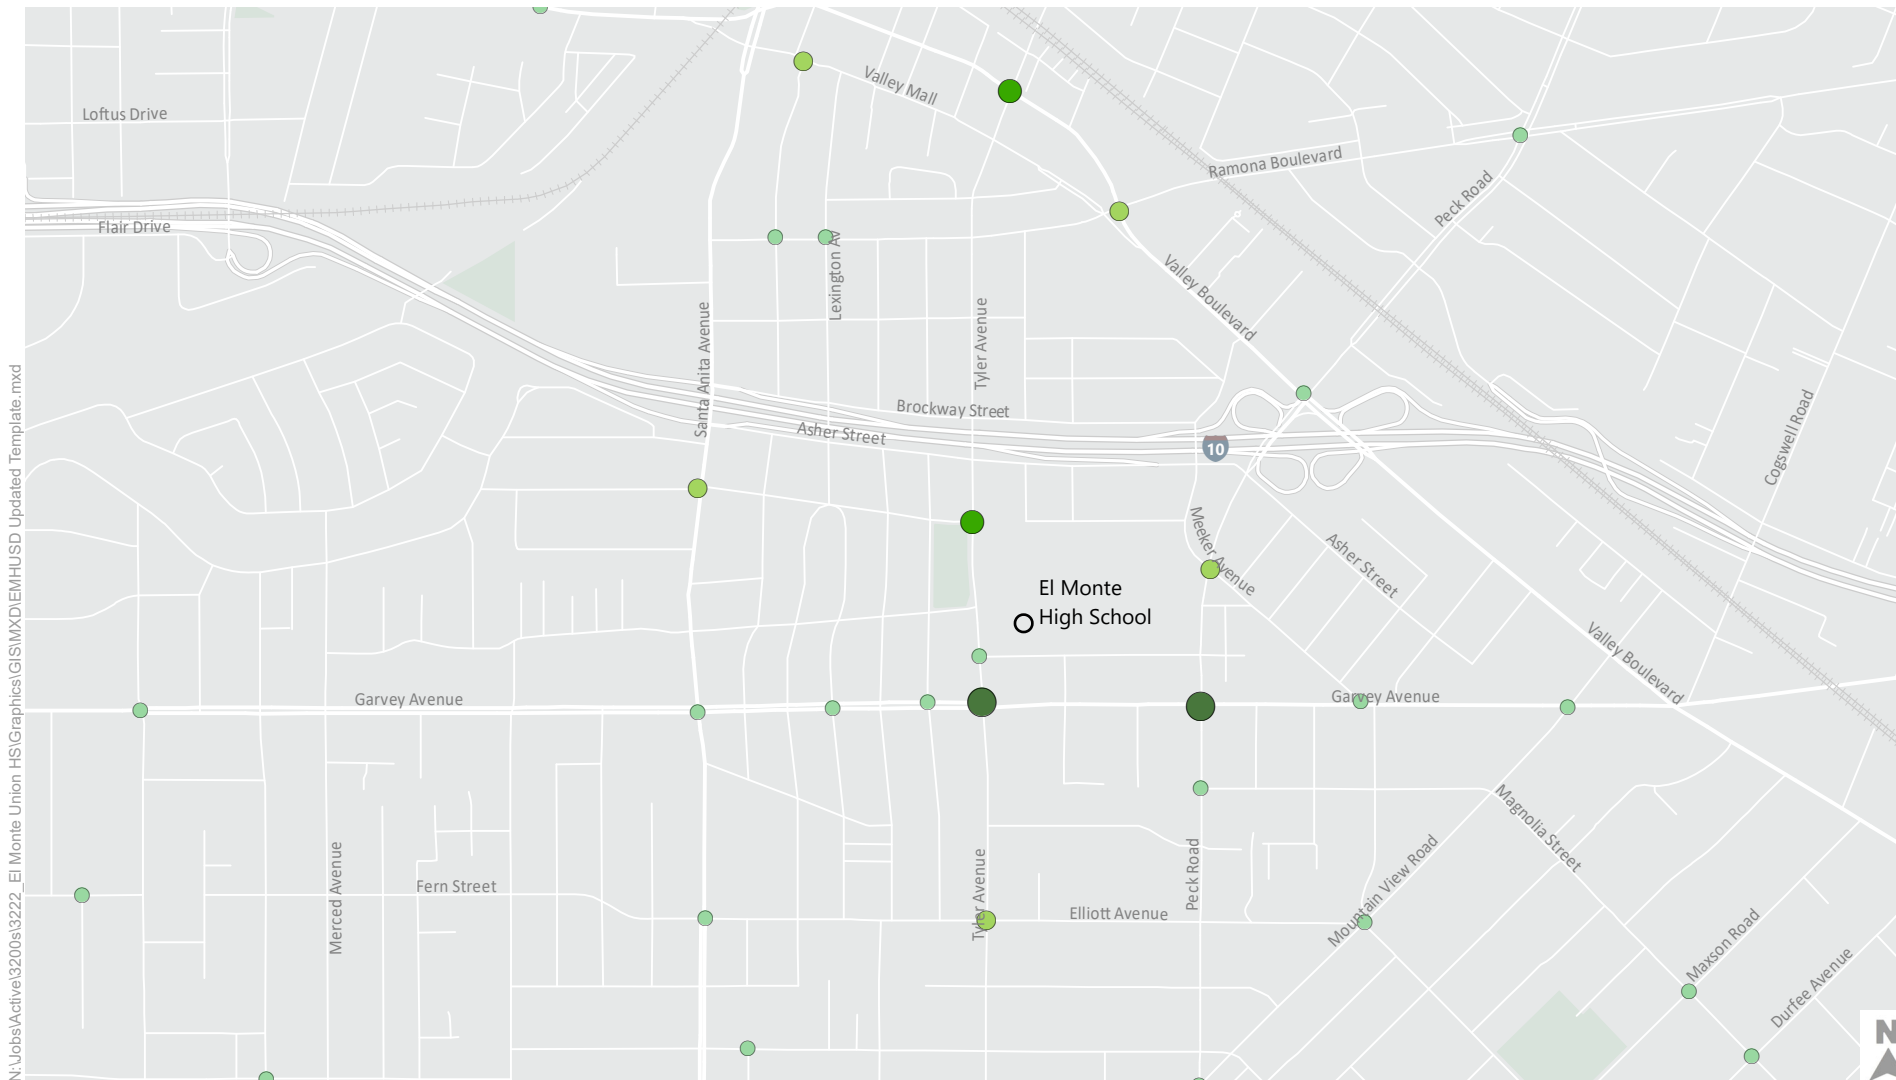 Valley Mall
Loftus Drive
Ramona Boulevard
Peck Road
Flair Drive
Lexington Av
Valley Boulevard
Santa Anita Avenue
Tyler Avenue
Brockway Street
Asher Street
10
Cogswell Road
Meeker Avenue
Asher Street
El Monte
High School
Valley Boulevard
Garvey Avenue
Garvey Avenue
Magnolia Street
Merced Avenue
Fern Street
Tyler Avenue
Peck Road
Elliott Avenue
Mountain View Road
Maxson Road
Durfee Avenue
N
N:\Jobs\Active\3200s\3222_El Monte Union HS\Graphics\GIS\MXD\EMHUSD Updated Template.mxd